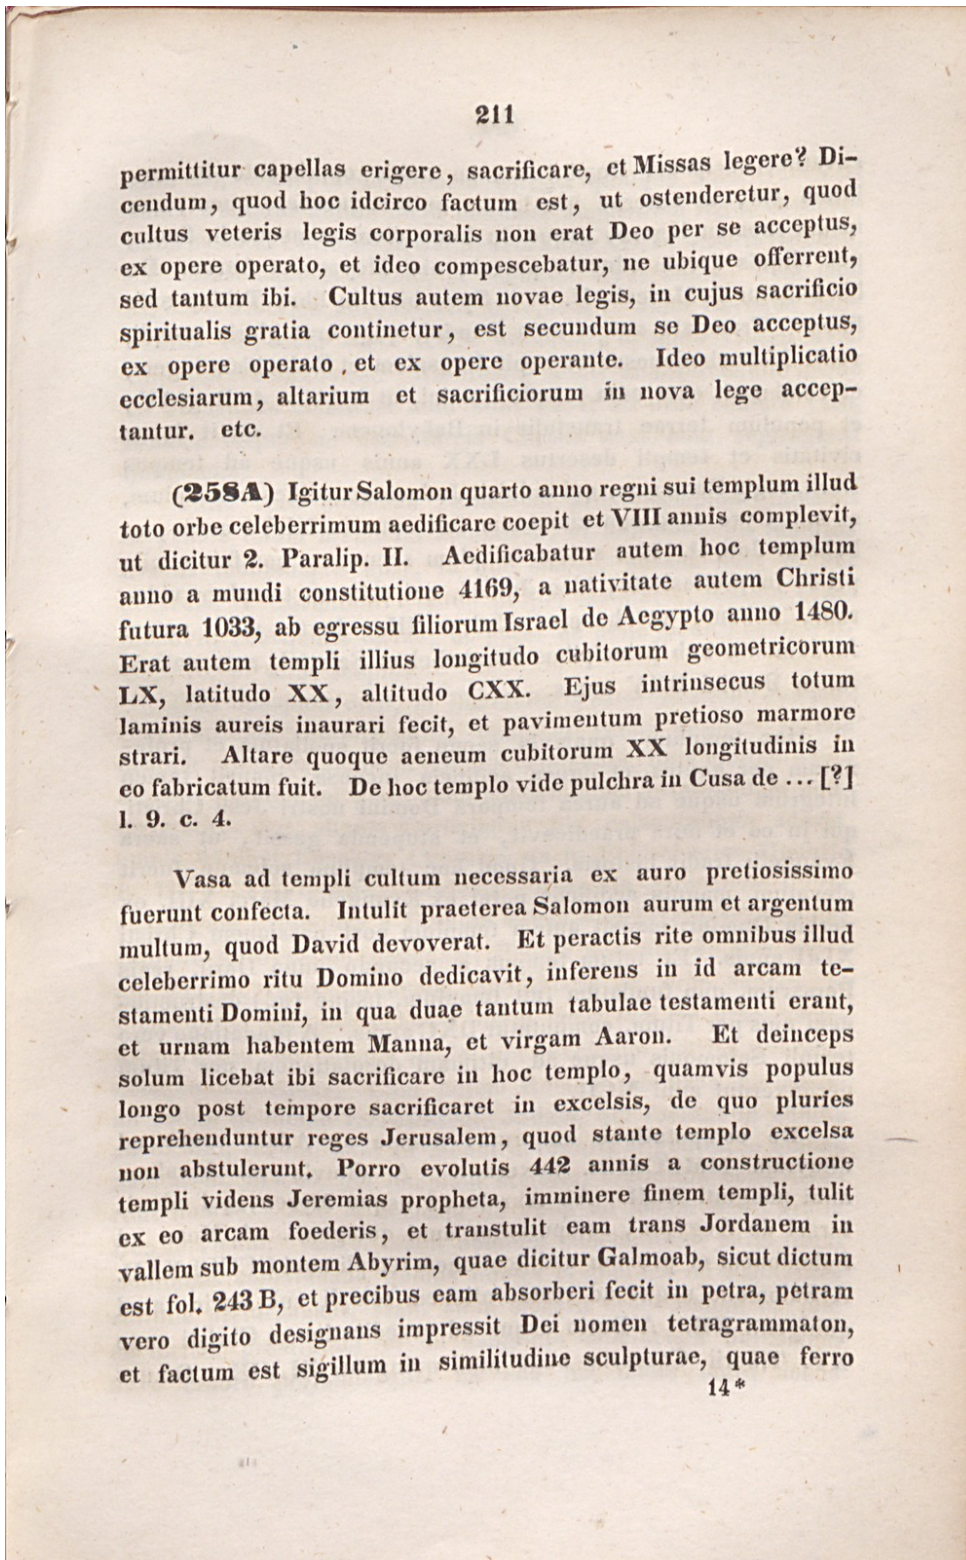 211
permittitur capellas erigere, sacrificare, et Missas legere? Di-
cendum, quod hoc idcirco factum est, ut ostenderetur, quod
cultus veteris legis corporalis non erat Deo per se acceptus,
ex opere operato, et ideo compescebatur, ne ubique offerrent,
sed tantum ibi. Cultus autem novae legis, in cujus sacrificio
spiritualis gratia continetur, est secundum se Deo acceptus,
ex opere operato, et ex opere operante. Ideo multiplicatio
ecclesiarum, altarium et sacrificiorum in nova lege accep-
tantur. etc.
(258A) Igitur Salomon quarto anno regni sui templum illud
toto orbe celeberrimum aedificare coepit et VIII annis complevit,
ut dicitur 2. Paralip. II. Aedificabatur autem hoc templum
anno a mundi constitutione 4169, a nativitate autem Christi
futura 1033, ab egressu filiorum Israel de Aegypto anno 1480.
Erat autem templi illius longitudo cubitorum geometricorum
LX, latitudo XX, altitudo CXX. Ejus intrinsecus totum
laminis aureis inaurari fecit, et pavimentum pretioso marmore
strari. Altare quoque aeneum cubitorum XX longitudinis in
eo fabricatum fuit. De hoc templo vide pulchra in Cusa de ... [?]
l. 9. c. 4.
Vasa ad templi cultum necessaria ex auro pretiosissimo
fuerunt confecta. Intulit praeterea Salomon aurum et argentum
multum, quod David devoverat. Et peractis rite omnibus illud
celeberrimo ritu Domino dedicavit, inferens in id arcam te-
stamenti Domini, in qua duae tantum tabulae testamenti erant,
et urnam habentem Manna, et virgam Aaron. Et deinceps
solum licebat ibi sacrificare in hoc templo, quamvis populus
longo post tempore sacrificaret in excelsis, de quo pluries
reprehenduntur reges Jerusalem, quod stante templo excelsa
non abstulerunt. Porro evolutis 442 annis a constructione
templi videns Jeremias propheta, imminere finem templi, tulit
ex eo arcam foederis, et transtulit eam trans Jordanem in
vallem sub montem Abyrim, quae dicitur Galmoab, sicut dictum
est fol. 243 B, et precibus eam absorberi fecit in petra, petram
vero digito designans impressit Dei nomen tetragrammaton,
et factum est sigillum in similitudine sculpturae, quae ferro
14*